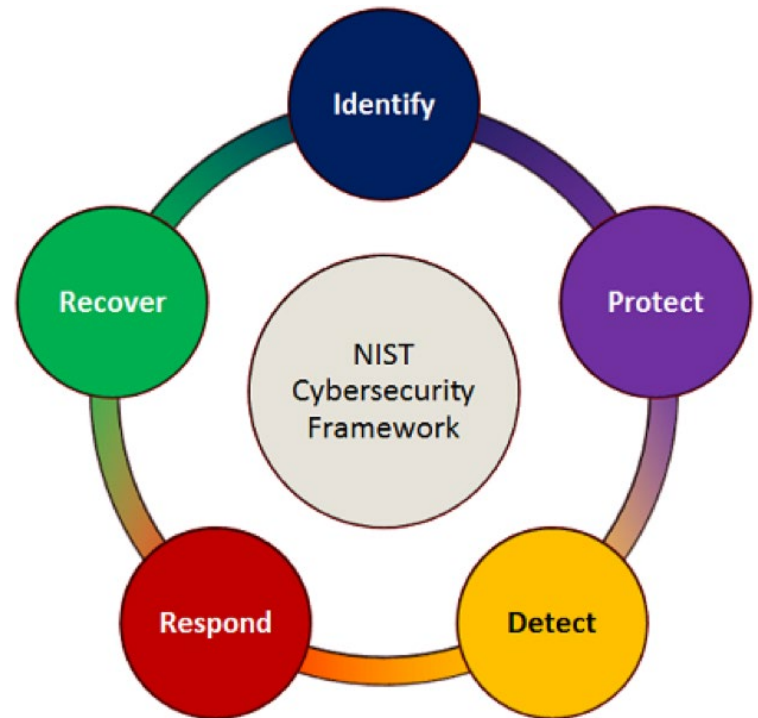 Identify
Protect
Detect
Respond
Recover
NIST
Cybersecurity
Framework